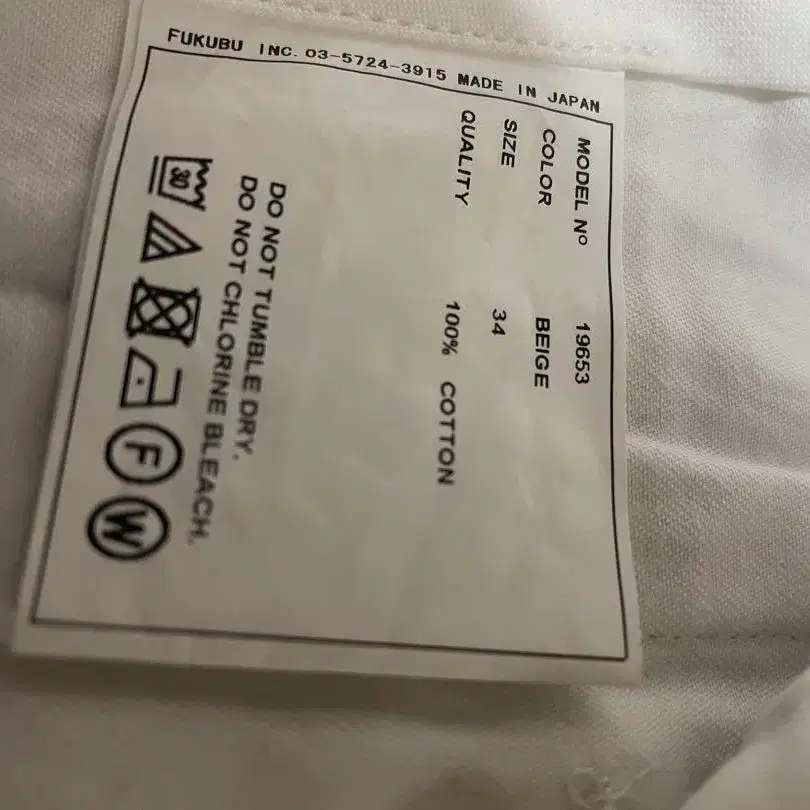 FUKUBU INC. 03-5724-3915 MADE IN JAPAN
MODEL Nº 19653
COLOR BEIGE
SIZE 34
QUALITY 100% COTTON
DO NOT TUMBLE DRY.
DO NOT CHLORINE BLEACH.
30 F W